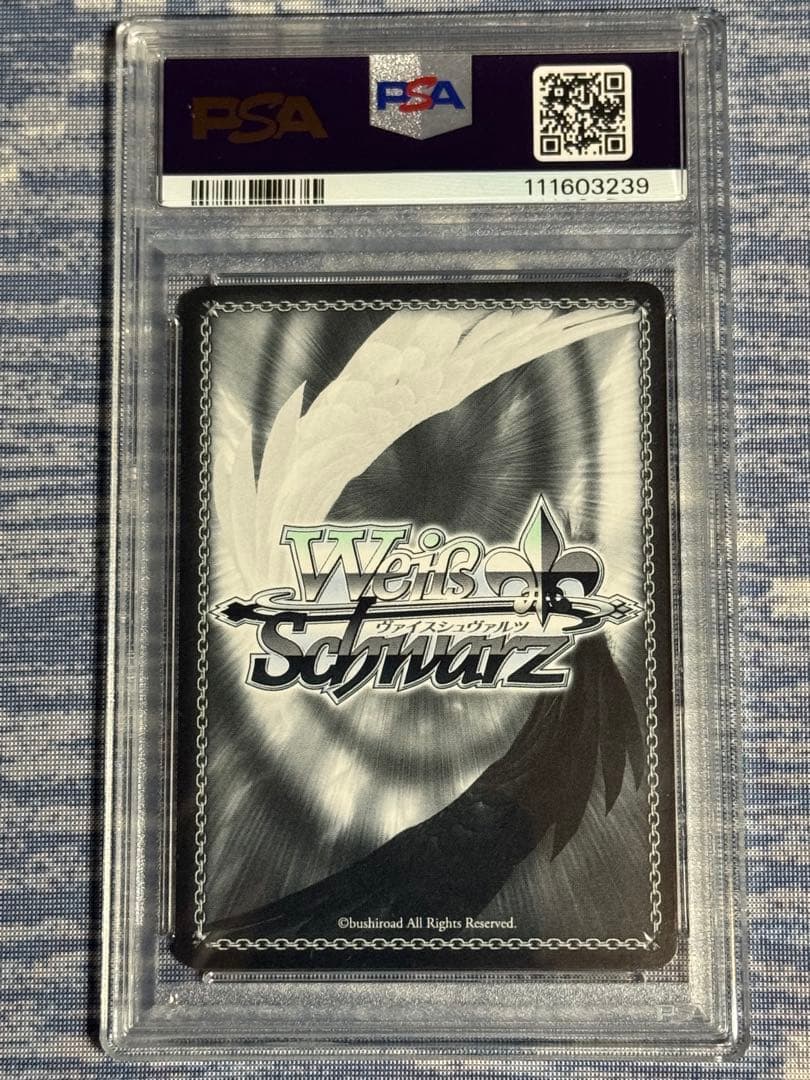 PSA
PSA
111603239
Weiß
ヴァイスシュヴァルツ
Schwarz
©bushiroad All Rights Reserved.
PSA